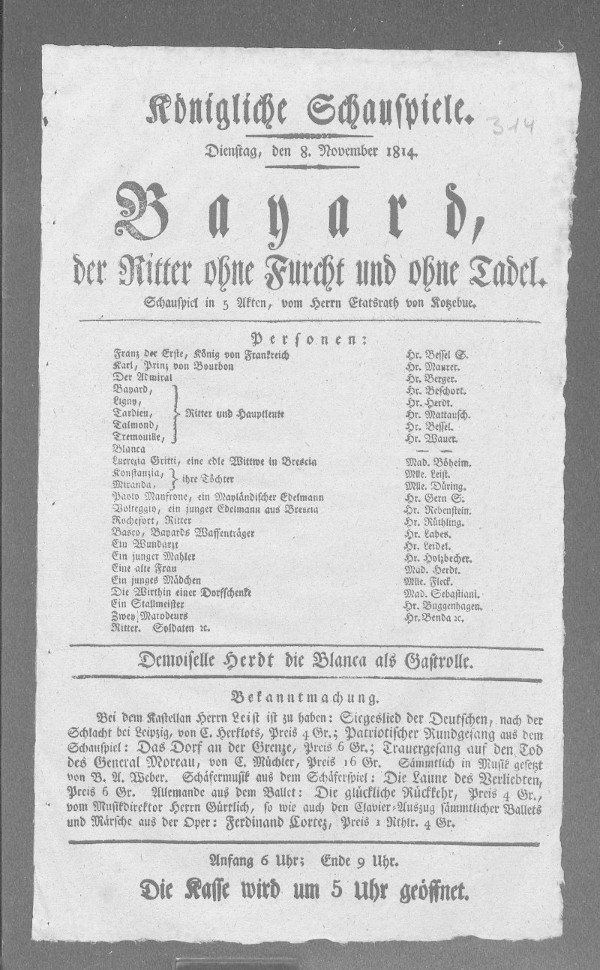 Königliche Schauspiele.
314
Dienstag, den 8. November 1814.
Bayard,
der Ritter ohne Furcht und ohne Tadel.
Schauspiel in 5 Akten, vom Herrn Etatsrath von Kotzebue.
Personen:
Franz der Erste, König von Frankreich Hr. Bessel S.
Karl, Prinz von Bourbon Hr. Maurer.
Der Admiral Hr. Berger.
Bayard, Hr. Beschort.
Ligny, Hr. Herdt.
Tardieu, } Ritter und Hauptleute Hr. Mattausch.
Talmond, Hr. Bessel.
Tremouille, Hr. Wauer.
Blanca — —
Lucrezia Gritti, eine edle Wittwe in Brescia Mad. Böheim.
Konstanzia, } ihre Töchter Mlle. Leist.
Miranda, Mlle. Düring.
Paolo Manfrone, ein Mayländischer Edelmann Hr. Gern S.
Voltreggio, ein junger Edelmann aus Brescia Hr. Rebenstein.
Rochefort, Ritter Hr. Rüthling.
Basco, Bayards Waffenträger Hr. Labes.
Ein Wundarzt Hr. Leidel.
Ein junger Mahler Hr. Holzbecher.
Eine alte Frau Mad. Herdt.
Ein junges Mädchen Mlle. Fleck.
Die Wirthin einer Dorfschenke Mad. Sebastiani.
Ein Stallmeister Hr. Buggenhagen.
Zwey Marodeurs Hr. Benda ꝛc.
Ritter. Soldaten ꝛc.
Demoiselle Herdt die Blanca als Gastrolle.
Bekanntmachung.
Bei dem Kastellan Herrn Leist ist zu haben: Siegeslied der Deutschen, nach der
Schlacht bei Leipzig, von C. Herklots, Preis 4 Gr.; Patriotischer Rundgesang aus dem
Schauspiel: Das Dorf an der Grenze, Preis 6 Gr.; Trauergesang auf den Tod
des General Moreau, von C. Müchler, Preis 16 Gr. Sämmtlich in Musik gesetzt
von B. A. Weber. Schäfermusik aus dem Schäferspiel: Die Laune des Verliebten,
Preis 6 Gr. Allemande aus dem Ballet: Die glückliche Rückkehr, Preis 4 Gr.,
vom Musikdirektor Herrn Gürrlich, so wie auch den Clavier-Auszug sämmtlicher Ballets
und Märsche aus der Oper: Ferdinand Cortez, Preis 1 Rthlr. 4 Gr.
Anfang 6 Uhr; Ende 9 Uhr.
Die Kasse wird um 5 Uhr geöffnet.